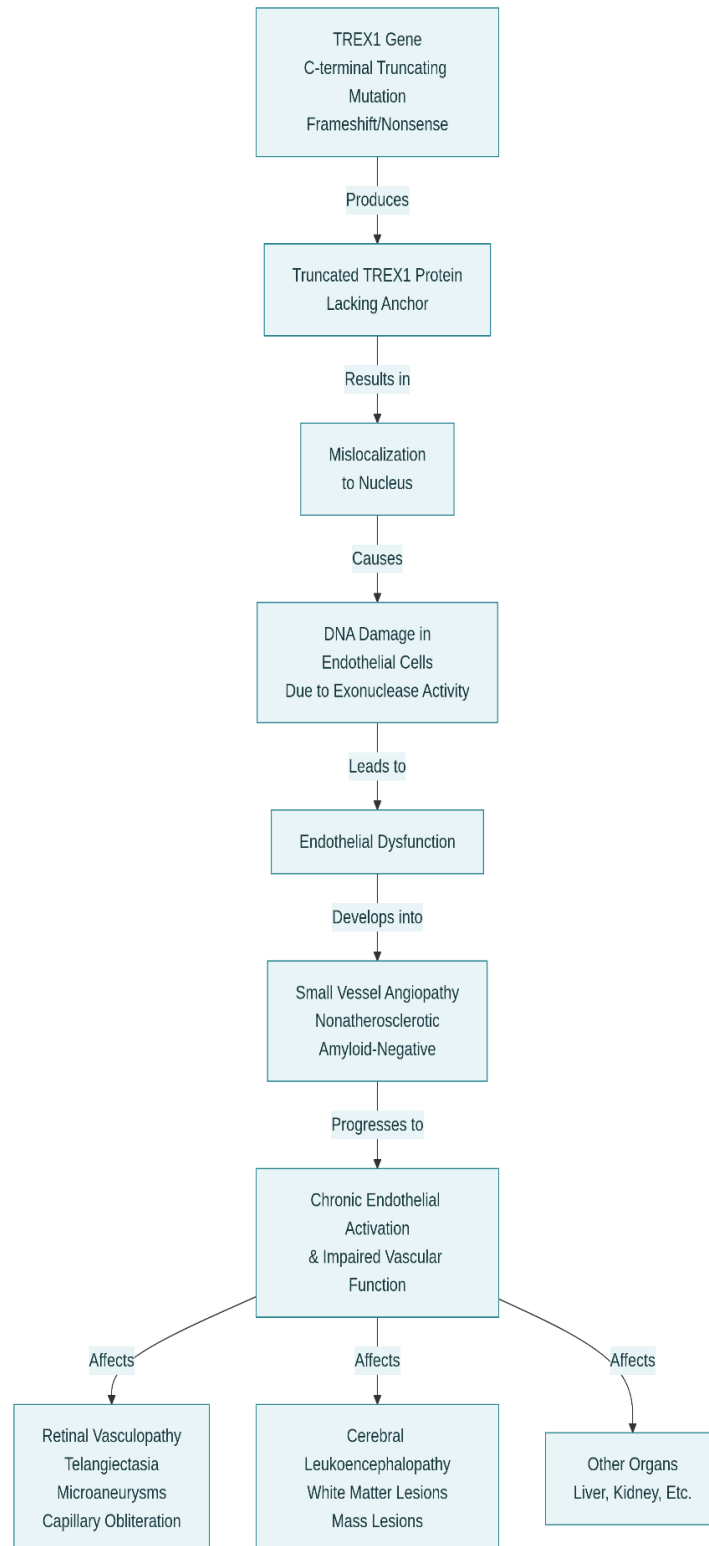 TREX1 Gene
C-terminal Truncating
Mutation
Frameshift/Nonsense
Produces
Truncated TREX1 Protein
Lacking Anchor
Results in
Mislocalization
to Nucleus
Causes
DNA Damage in
Endothelial Cells
Due to Exonuclease Activity
Leads to
Endothelial Dysfunction
Develops into
Small Vessel Angiopathy
Nonatherosclerotic
Amyloid-Negative
Progresses to
Chronic Endothelial
Activation
& Impaired Vascular
Function
Affects
Affects
Affects
Retinal Vasculopathy
Telangiectasia
Microaneurysms
Capillary Obliteration
Cerebral
Leukoencephalopathy
White Matter Lesions
Mass Lesions
Other Organs
Liver, Kidney, Etc.